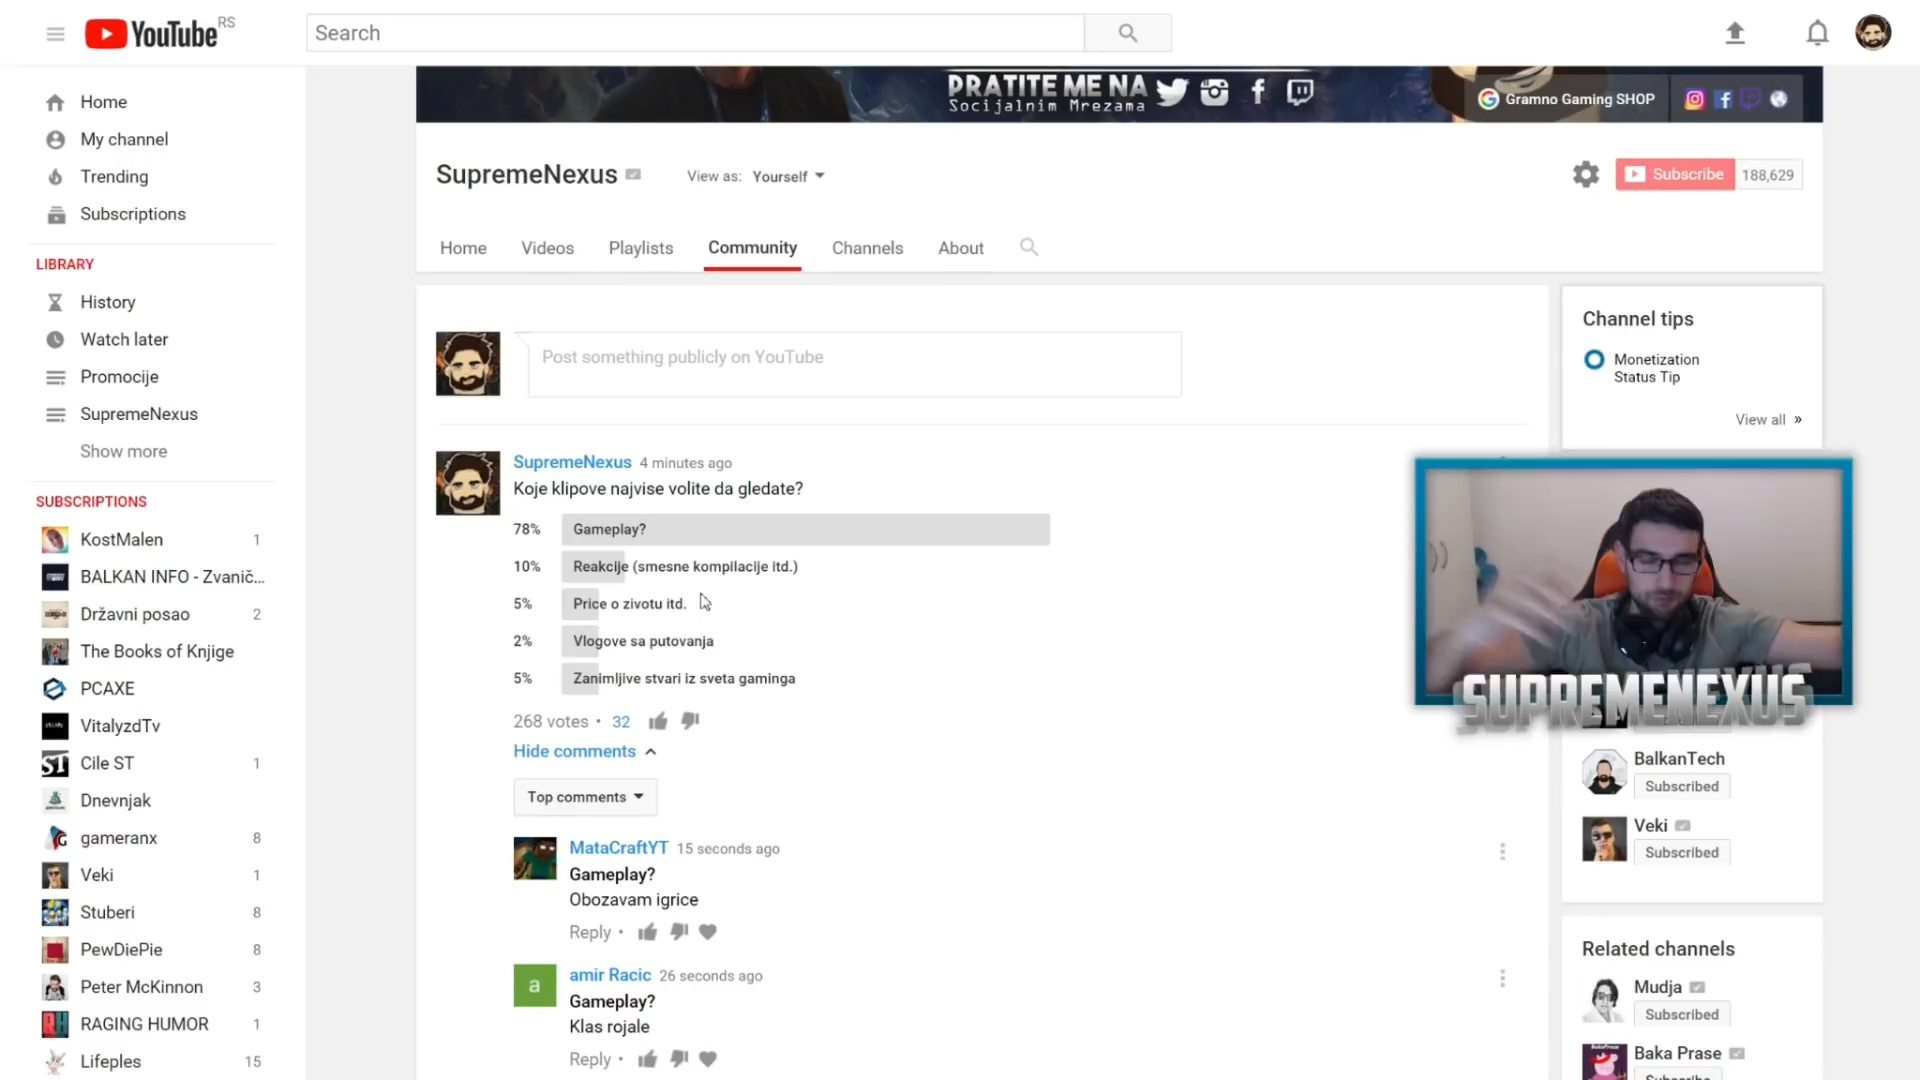 YouTube RS
Search
PRATITE ME NA
Socijalnim Mrezama
Gramno Gaming SHOP
Home
My channel
Trending
Subscriptions
LIBRARY
History
Watch later
Promocije
SupremeNexus
Show more
SUBSCRIPTIONS
KostMalen 1
BALKAN INFO - Zvanič...
Državni posao 2
The Books of Knjige
PCAXE
VitalyzdTv
Cile ST 1
Dnevnjak
gameranx 8
Veki 1
Stuberi 8
PewDiePie 8
Peter McKinnon 3
RAGING HUMOR 1
Lifeples 15
SupremeNexus
View as: Yourself
Subscribe 188,629
Home Videos Playlists Community Channels About
Post something publicly on YouTube
SupremeNexus 4 minutes ago
Koje klipove najvise volite da gledate?
78% Gameplay?
10% Reakcije (smesne kompilacije itd.)
5% Price o zivotu itd.
2% Vlogove sa putovanja
5% Zanimljive stvari iz sveta gaminga
268 votes • 32
Hide comments
Top comments
MataCraftYT 15 seconds ago
Gameplay?
Obozavam igrice
Reply •
a
amir Racic 26 seconds ago
Gameplay?
Klas rojale
Reply •
Channel tips
Monetization
Status Tip
View all »
SUPREMENEXUS
BalkanTech
Subscribed
Veki
Subscribed
Related channels
Mudja
Subscribed
Baka Prase